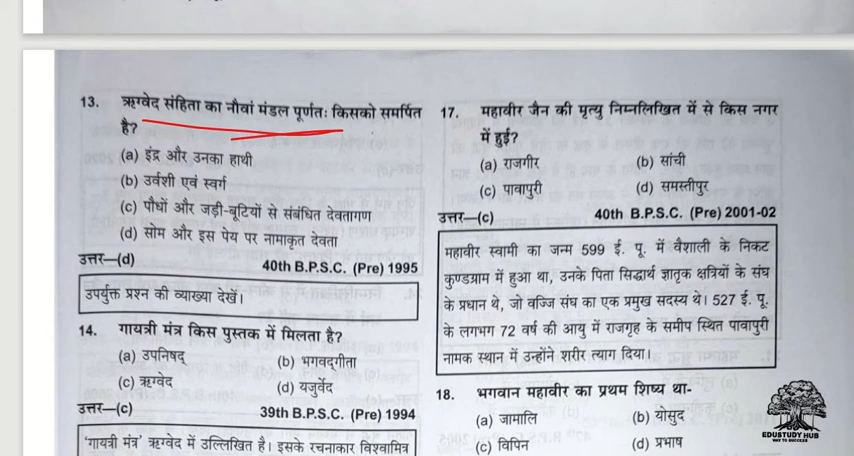 13. ऋग्वेद संहिता का नौवां मंडल पूर्णतः किसको समर्पित
है?
(a) इंद्र और उनका हाथी
(b) उर्वशी एवं स्वर्ग
(c) पौधों और जड़ी-बूटियों से संबंधित देवतागण
(d) सोम और इस पेय पर नामाकृत देवता
उत्तर—(d) 40th B.P.S.C. (Pre) 1995
उपर्युक्त प्रश्न की व्याख्या देखें।
14. गायत्री मंत्र किस पुस्तक में मिलता है?
(a) उपनिषद् (b) भगवद्गीता
(c) ऋग्वेद (d) यजुर्वेद
उत्तर—(c) 39th B.P.S.C. (Pre) 1994
'गायत्री मंत्र' ऋग्वेद में उल्लिखित है। इसके रचनाकार विश्वामित्र
17. महावीर जैन की मृत्यु निम्नलिखित में से किस नगर
में हुई?
(a) राजगीर (b) सांची
(c) पावापुरी (d) समस्तीपुर
उत्तर—(c) 40th B.P.S.C. (Pre) 2001-02
महावीर स्वामी का जन्म 599 ई. पू. में वैशाली के निकट
कुण्डग्राम में हुआ था, उनके पिता सिद्धार्थ ज्ञातृक क्षत्रियों के संघ
के प्रधान थे, जो वज्जि संघ का एक प्रमुख सदस्य थे। 527 ई. पू.
के लगभग 72 वर्ष की आयु में राजगृह के समीप स्थित पावापुरी
नामक स्थान में उन्होंने शरीर त्याग दिया।
18. भगवान महावीर का प्रथम शिष्य था-
(a) जामालि (b) योसुद
(c) विपिन (d) प्रभाष
EDUSTUDY HUB
WAY TO SUCCESS